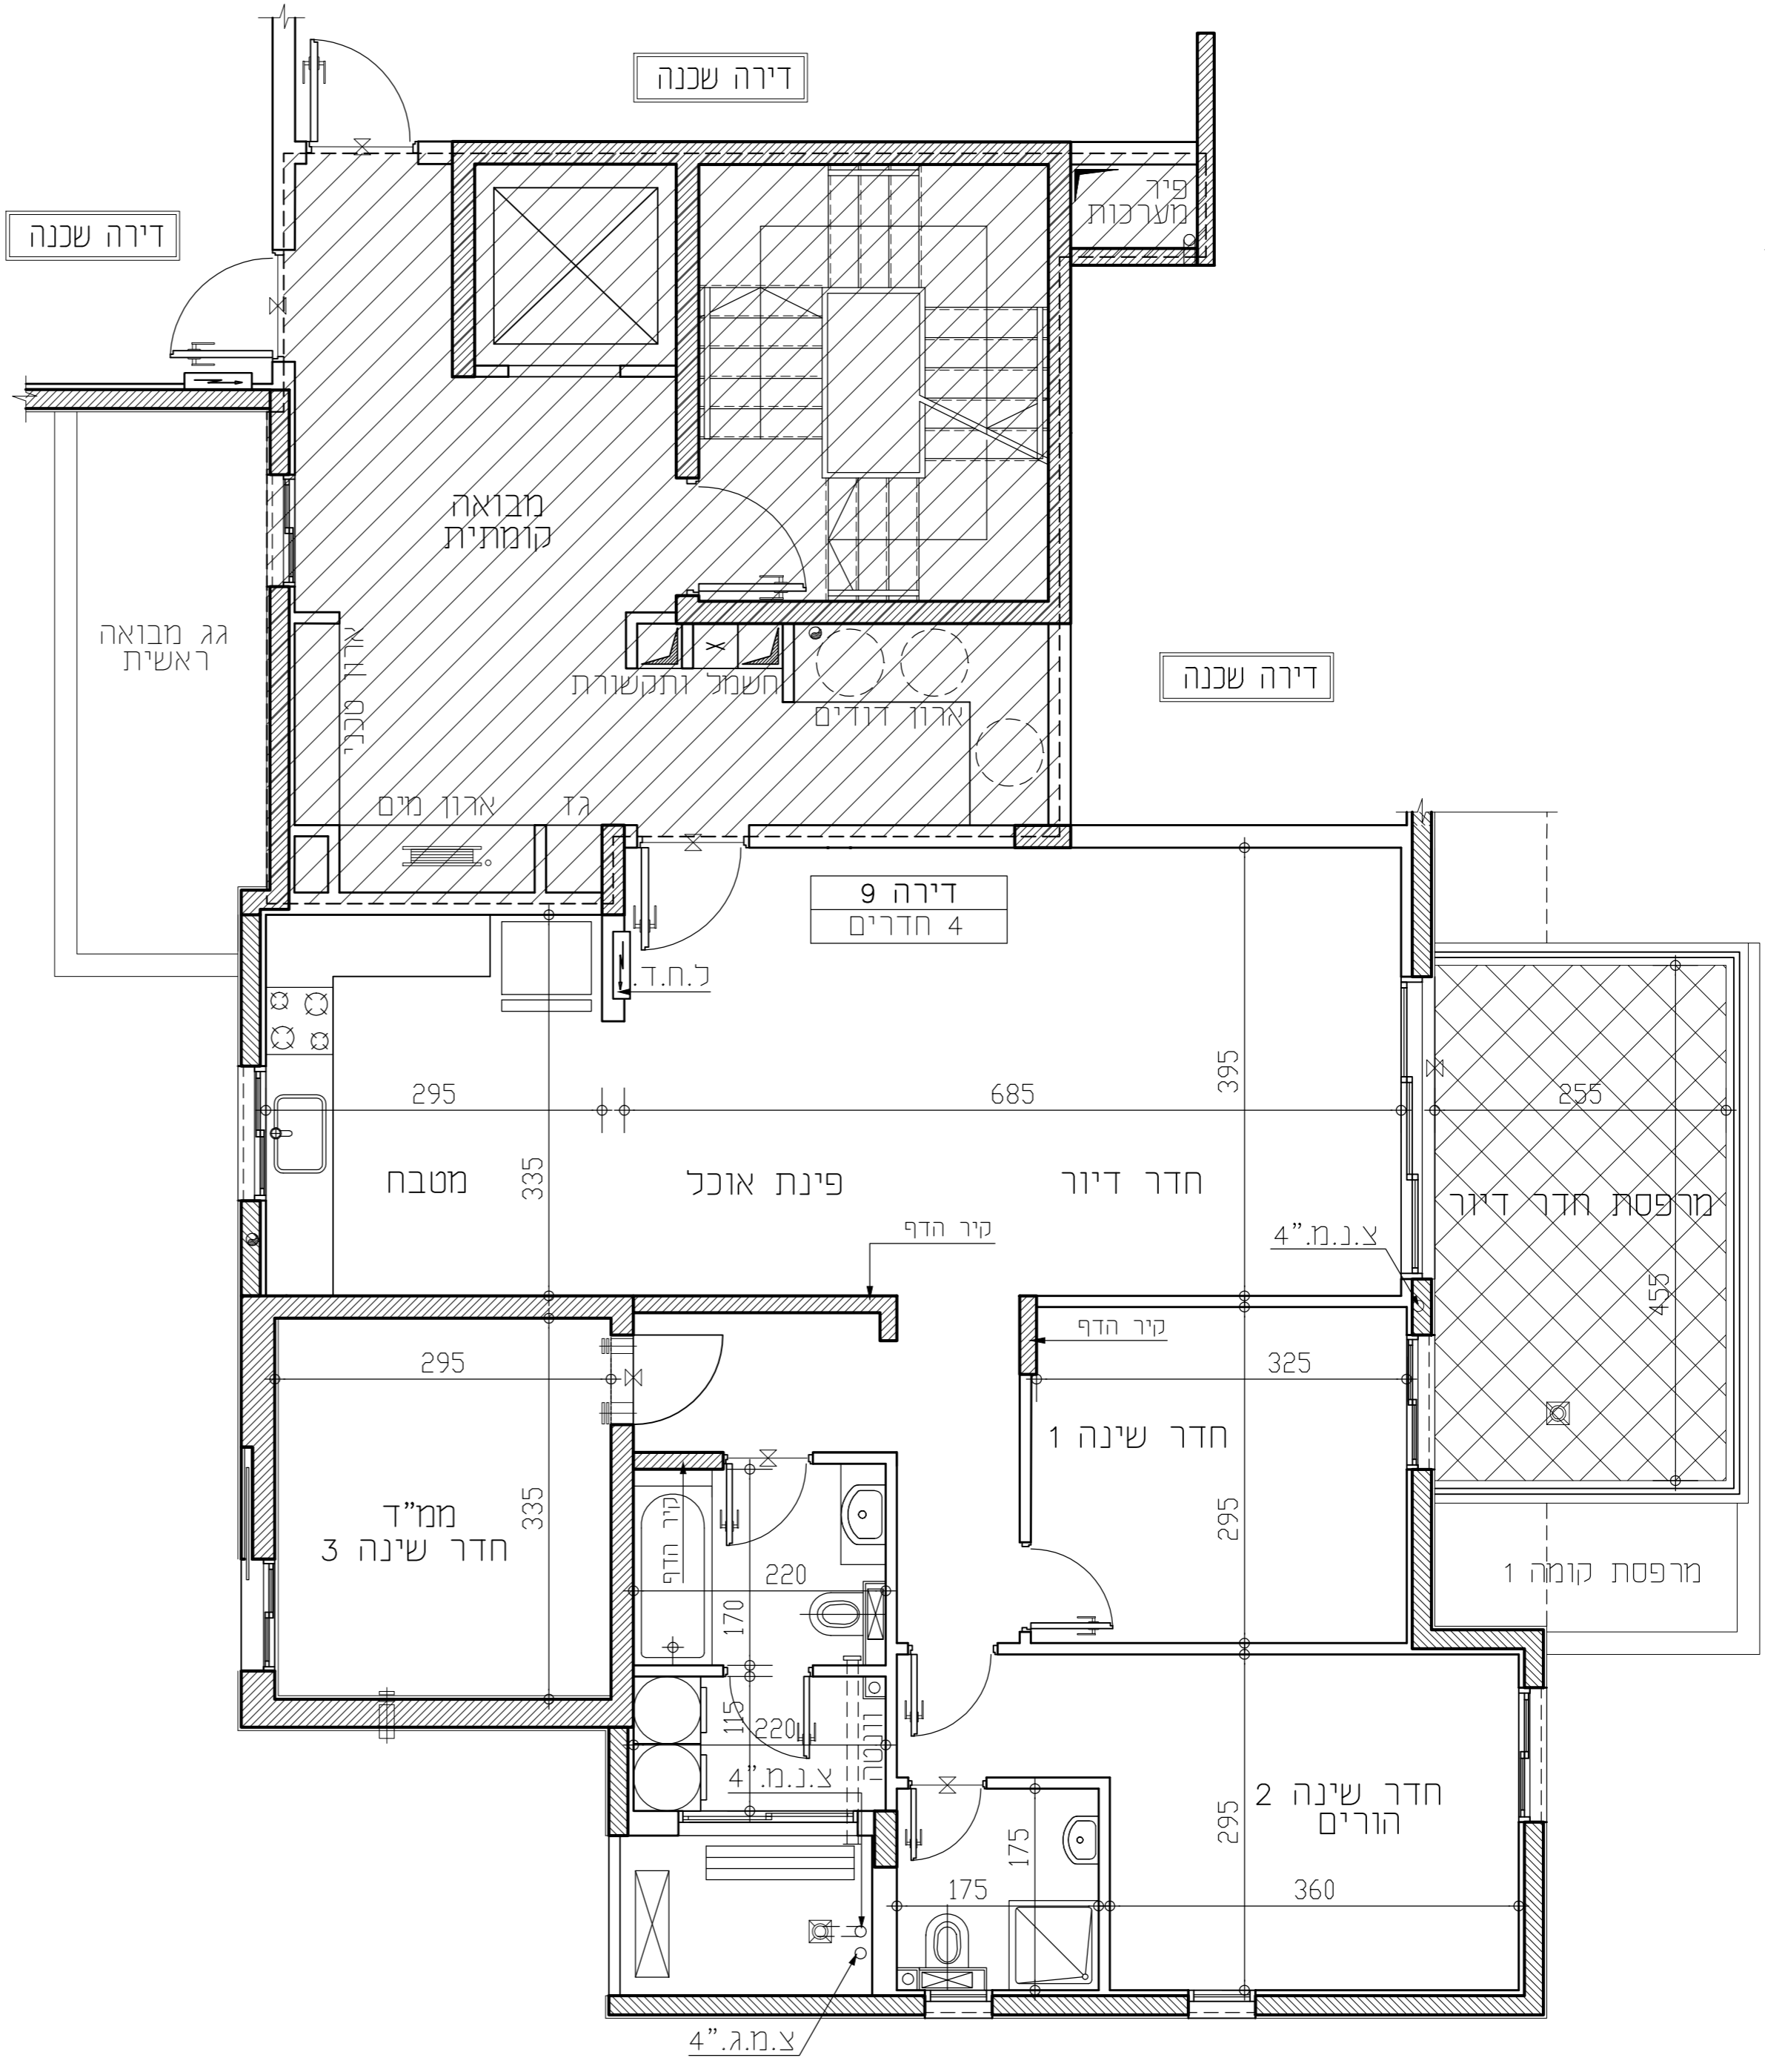 דירה שכנה
פיר
מערכות
דירה שכנה
מבואה
קומתית
גג מבואה
ראשית
ארון טכני
חשמל ותקשורת
ארון דודים
דירה שכנה
ארון מים
גז
דירה 9
4 חדרים
ל.ח.ד.
295
685
395
255
335
מטבח
פינת אוכל
חדר דיור
מרפסת חדר דיור
קיר הדף
צ.נ.מ.”4
455
קיר הדף
295
325
חדר שינה 1
ממ”ד
חדר שינה 3
335
קיר הדף
295
מרפסת קומה 1
220
170
115
220
וונטה
צ.נ.מ.”4
חדר שינה 2
הורים
175
295
175
360
צ.מ.ג.”4